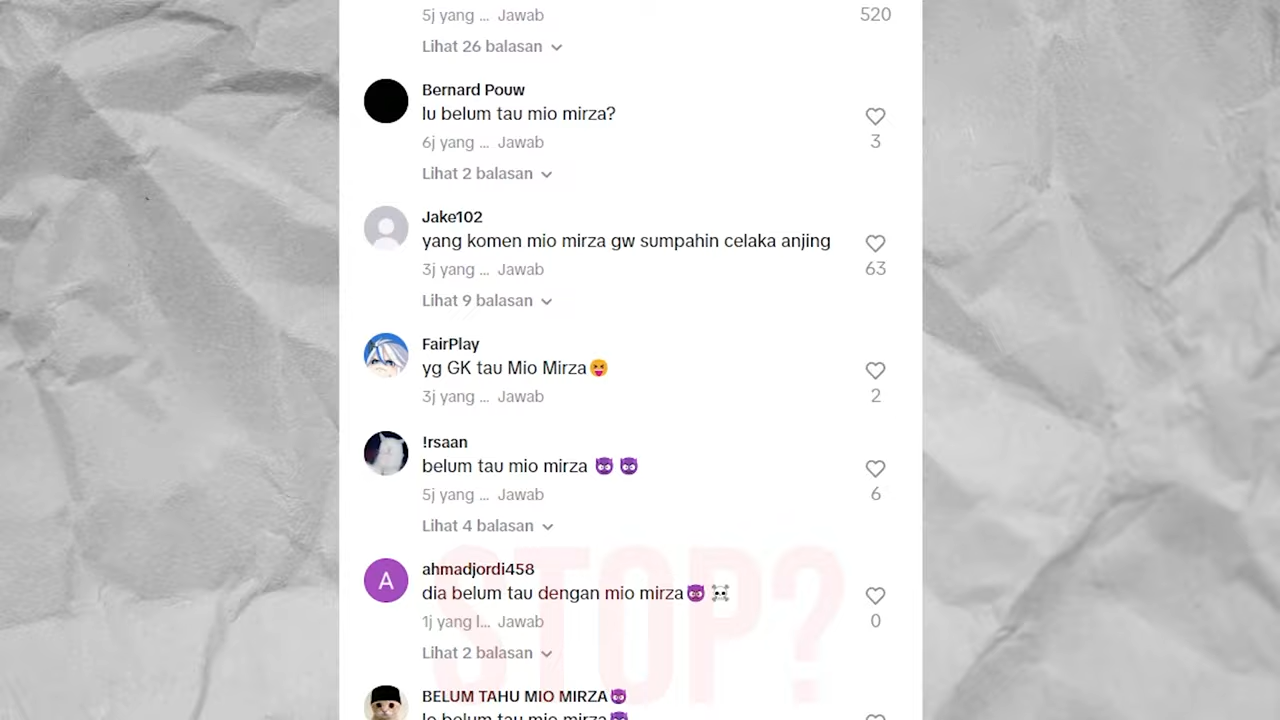 5j yang ... Jawab
520
Lihat 26 balasan
Bernard Pouw
lu belum tau mio mirza?
6j yang ... Jawab
3
Lihat 2 balasan
Jake102
yang komen mio mirza gw sumpahin celaka anjing
3j yang ... Jawab
63
Lihat 9 balasan
FairPlay
yg GK tau Mio Mirza😝
3j yang ... Jawab
2
!rsaan
belum tau mio mirza 😈 😈
5j yang ... Jawab
6
Lihat 4 balasan
A
ahmadjordi458
dia belum tau dengan mio mirza😈 ☠️
1j yang l... Jawab
0
Lihat 2 balasan
STOP?
BELUM TAHU MIO MIRZA😈
lo belum tau mio mirza😈